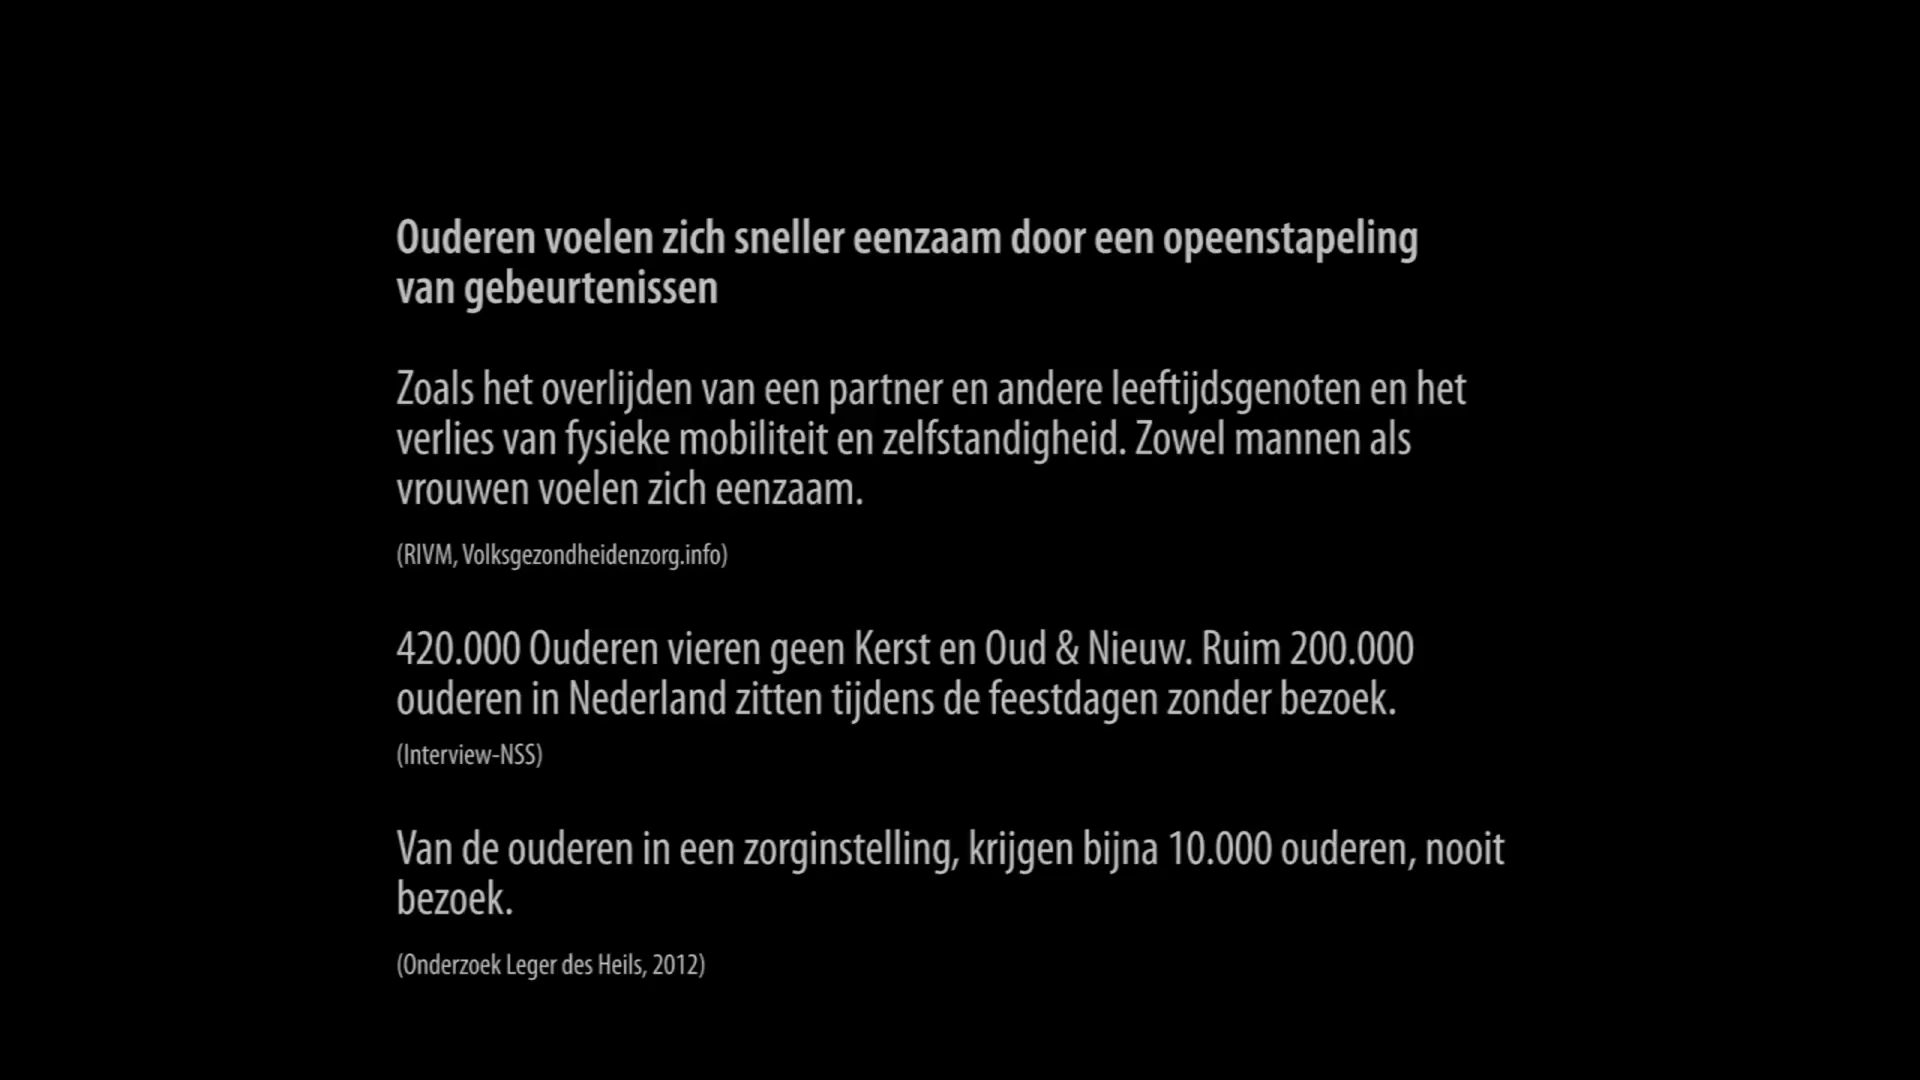 Ouderen voelen zich sneller eenzaam door een opeenstapeling
van gebeurtenissen
Zoals het overlijden van een partner en andere leeftijdsgenoten en het
verlies van fysieke mobiliteit en zelfstandigheid. Zowel mannen als
vrouwen voelen zich eenzaam.
(RIVM, Volksgezondheidenzorg.info)
420.000 Ouderen vieren geen Kerst en Oud & Nieuw. Ruim 200.000
ouderen in Nederland zitten tijdens de feestdagen zonder bezoek.
(Interview-NSS)
Van de ouderen in een zorginstelling, krijgen bijna 10.000 ouderen, nooit
bezoek.
(Onderzoek Leger des Heils, 2012)